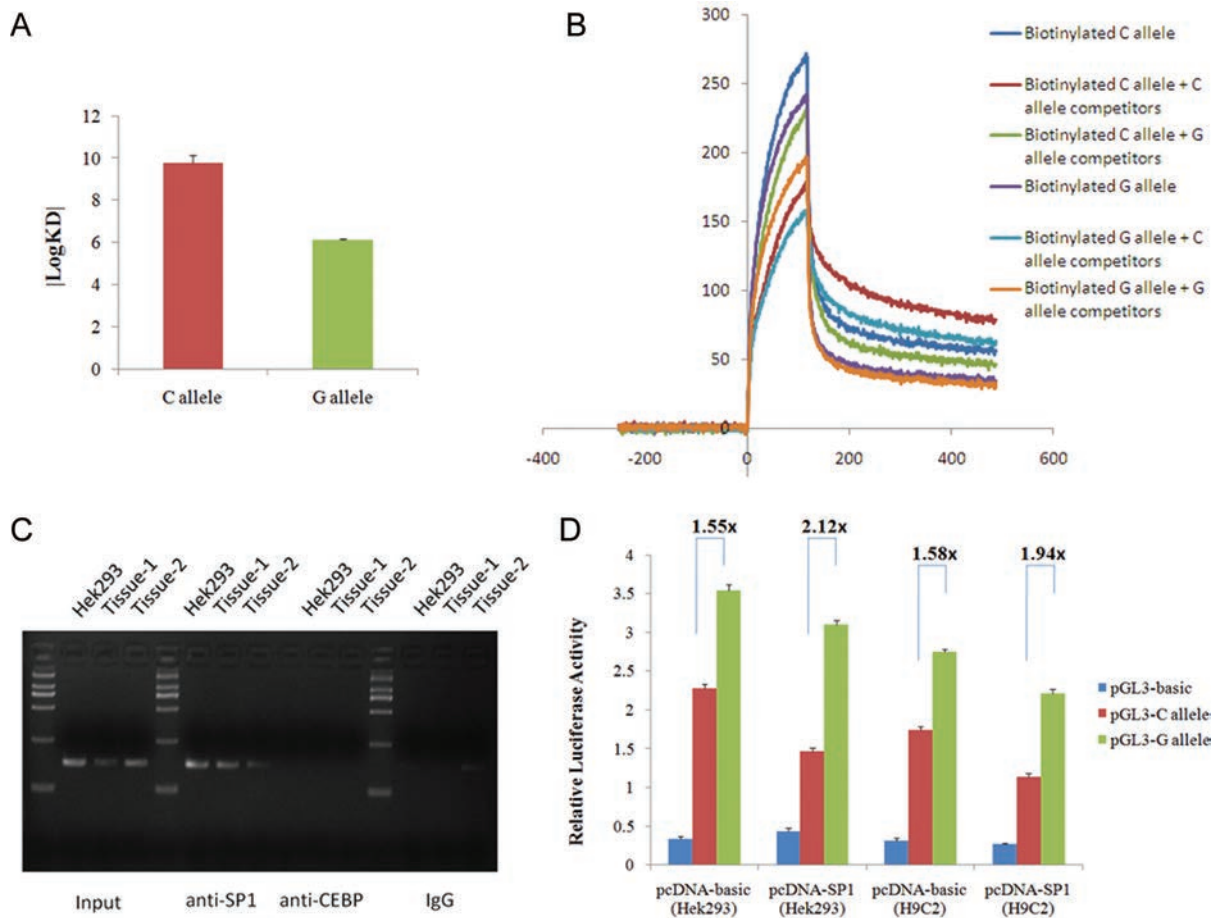 A
12
10
8
6
4
2
0
|LogKD|
C allele
G allele
B
300
250
200
150
100
50
0
-400
-200
0
200
400
600
Biotinylated C allele
Biotinylated C allele + C
allele competitors
Biotinylated C allele + G
allele competitors
Biotinylated G allele
Biotinylated G allele + C
allele competitors
Biotinylated G allele + G
allele competitors
C
Hek293
Tissue-1
Tissue-2
Hek293
Tissue-1
Tissue-2
Hek293
Tissue-1
Tissue-2
Hek293
Tissue-1
Tissue-2
Input
anti-SP1
anti-CEBP
IgG
D
1.55x
2.12x
1.58x
1.94x
4
3.5
3
2.5
2
1.5
1
0.5
0
Relative Luciferase Activity
pcDNA-basic
(Hek293)
pcDNA-SP1
(Hek293)
pcDNA-basic
(H9C2)
pcDNA-SP1
(H9C2)
pGL3-basic
pGL3-C allele
pGL3-G allele